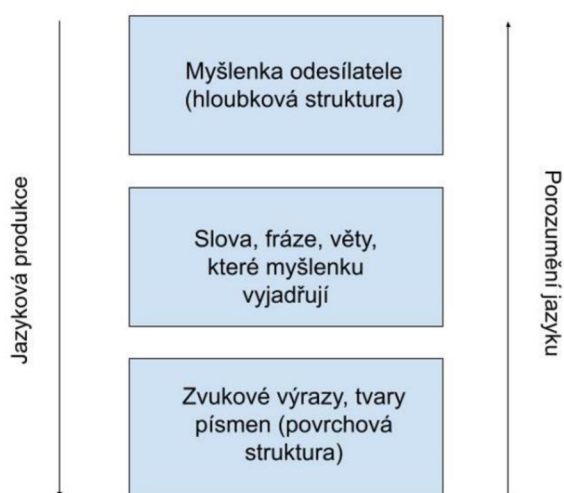 Myšlenka odesílatele
(hloubková struktura)
Jazyková produkce
Slova, fráze, věty,
které myšlenku
vyjadřují
Porozumění jazyku
Zvukové výrazy, tvary
písmen (povrchová
struktura)